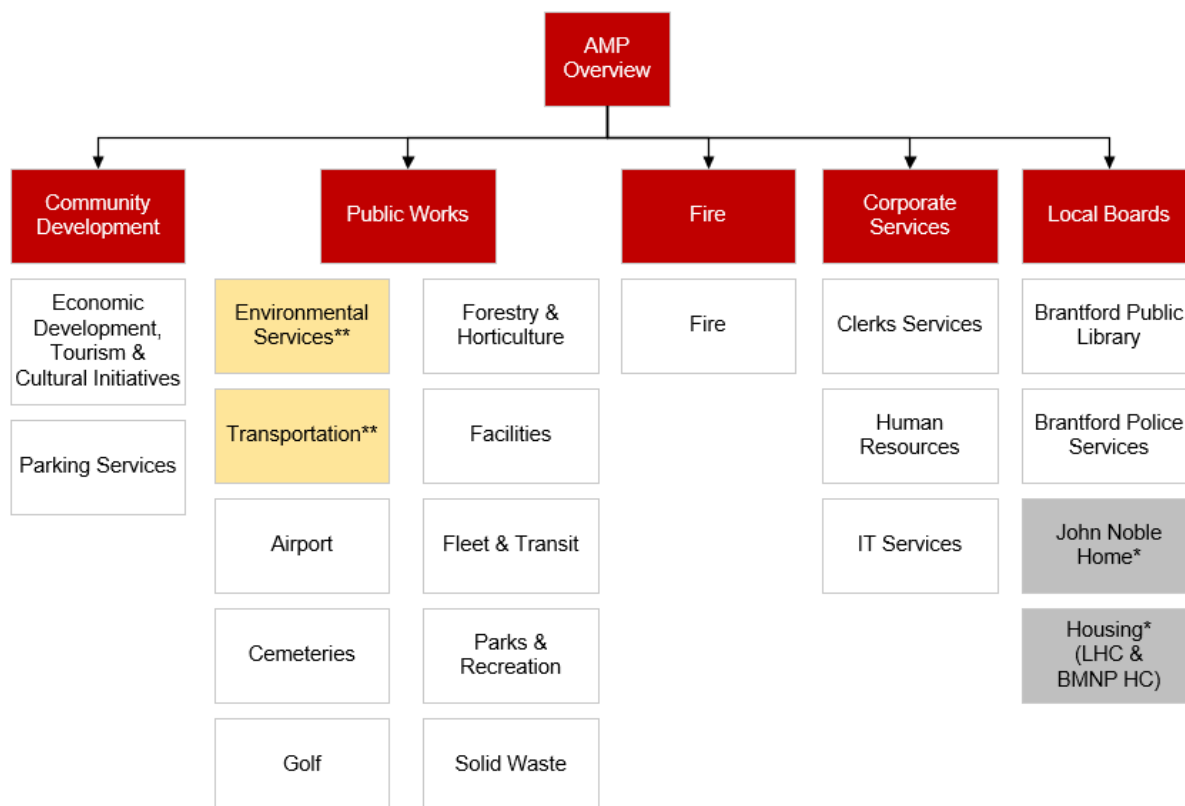 AMP
Overview
Community
Development
Public Works
Fire
Corporate
Services
Local Boards
Economic
Development,
Tourism &
Cultural Initiatives
Parking Services
Environmental
Services**
Transportation**
Airport
Cemeteries
Golf
Forestry &
Horticulture
Facilities
Fleet & Transit
Parks &
Recreation
Solid Waste
Fire
Clerks Services
Human
Resources
IT Services
Brantford Public
Library
Brantford Police
Services
John Noble
Home*
Housing*
(LHC &
BMNP HC)